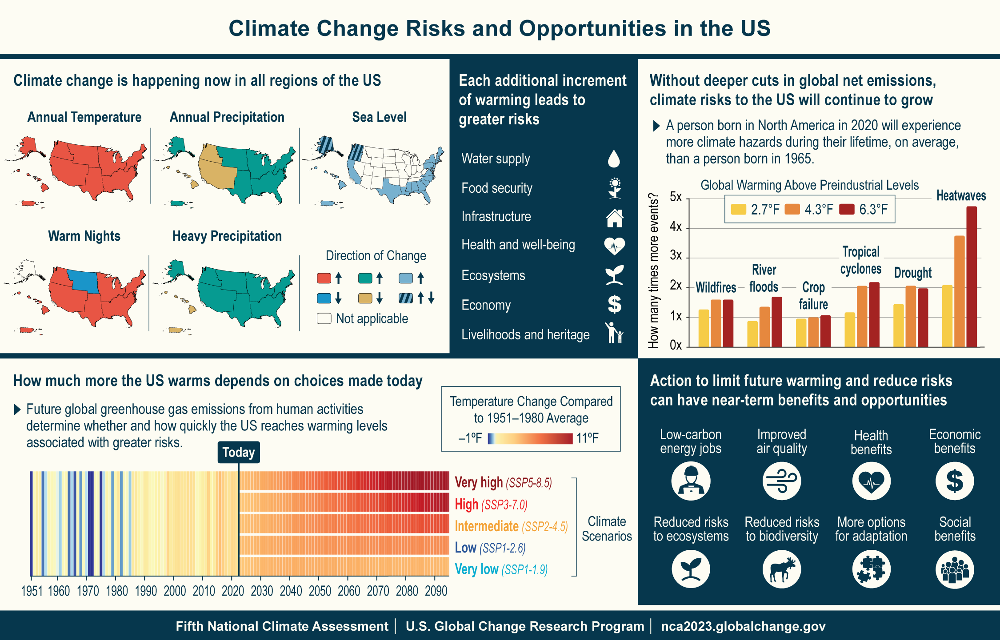 Climate Change Risks and Opportunities in the US
Climate change is happening now in all regions of the US
Annual Temperature
Annual Precipitation
Sea Level
Warm Nights
Heavy Precipitation
Direction of Change
Not applicable
Each additional increment
of warming leads to
greater risks
Water supply
Food security
Infrastructure
Health and well-being
Ecosystems
Economy
$
Livelihoods and heritage
Without deeper cuts in global net emissions,
climate risks to the US will continue to grow
A person born in North America in 2020 will experience
more climate hazards during their lifetime, on average,
than a person born in 1965.
Global Warming Above Preindustrial Levels
2.7°F 4.3°F 6.3°F
How many times more events?
5x
4x
3x
2x
1x
0x
Wildfires
River
floods
Crop
failure
Tropical
cyclones
Drought
Heatwaves
How much more the US warms depends on choices made today
Future global greenhouse gas emissions from human activities
determine whether and how quickly the US reaches warming levels
associated with greater risks.
Temperature Change Compared
to 1951–1980 Average
–1ºF 11ºF
Today
Very high (SSP5-8.5)
High (SSP3-7.0)
Intermediate (SSP2-4.5)
Low (SSP1-2.6)
Very low (SSP1-1.9)
Climate
Scenarios
1951 1960 1970 1980 1990 2000 2010 2020 2030 2040 2050 2060 2070 2080 2090
Action to limit future warming and reduce risks
can have near-term benefits and opportunities
Low-carbon
energy jobs
Improved
air quality
Health
benefits
Economic
benefits
$
Reduced risks
to ecosystems
Reduced risks
to biodiversity
More options
for adaptation
Social
benefits
Fifth National Climate Assessment | U.S. Global Change Research Program | nca2023.globalchange.gov